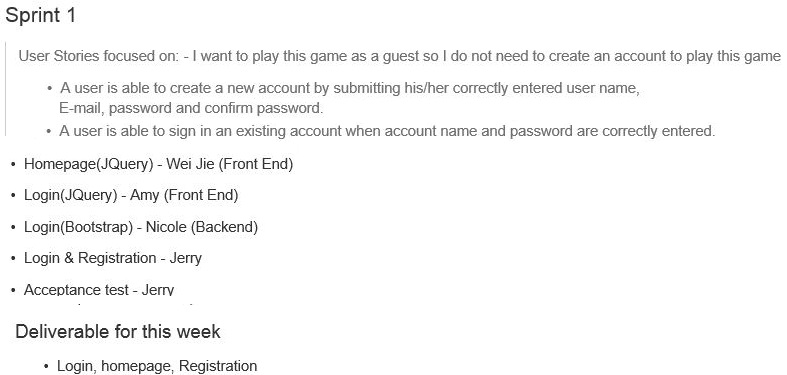 Sprint 1
User Stories focused on: - I want to play this game as a guest so I do not need to create an account to play this game
• A user is able to create a new account by submitting his/her correctly entered user name,
E-mail, password and confirm password.
• A user is able to sign in an existing account when account name and password are correctly entered.
• Homepage(JQuery) - Wei Jie (Front End)
• Login(JQuery) - Amy (Front End)
• Login(Bootstrap) - Nicole (Backend)
• Login & Registration - Jerry
• Acceptance test - Jerry
Deliverable for this week
• Login, homepage, Registration